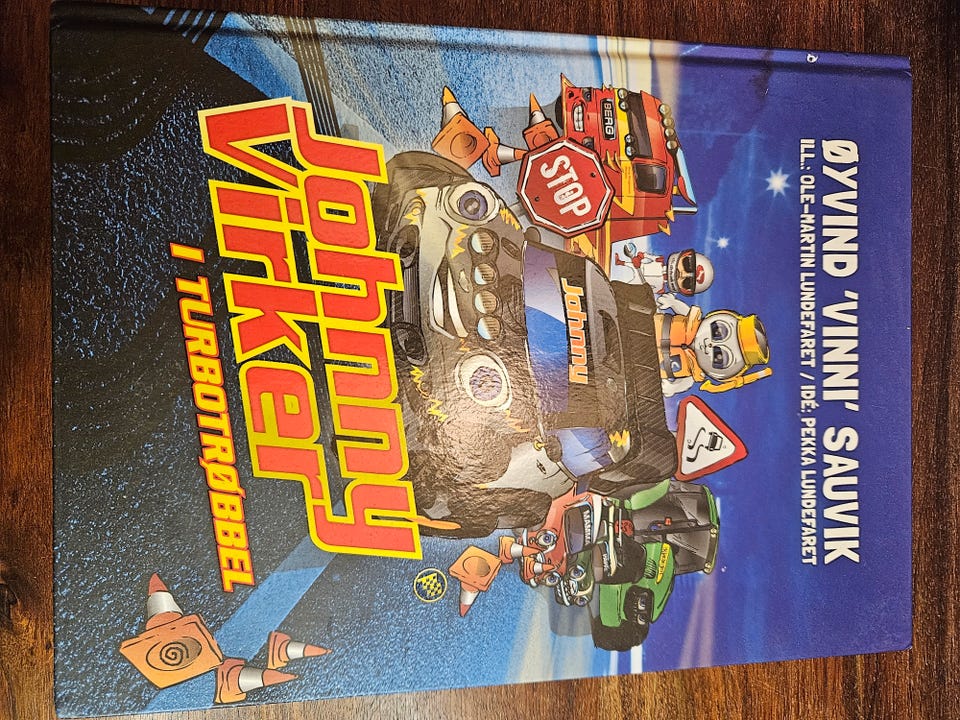 ØYVIND 'VINNI' SAUVIK
ILL.: OLE-MARTIN LUNDEFARET / IDÉ: PEKKA LUNDEFARET
BERG
STOP
Johnny
Johnny
Virker
I TURBOTRØBBEL